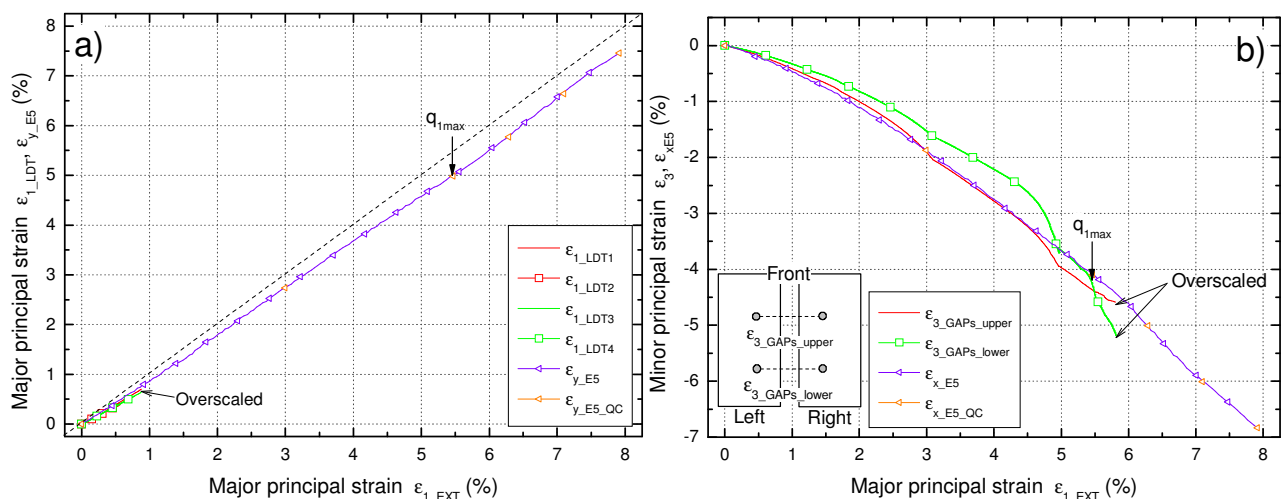 a)
Major principal strain ε1_LDT, εy_E5 (%)
8
7
6
5
4
3
2
1
0
q1max
Overscaled
ε1_LDT1
ε1_LDT2
ε1_LDT3
ε1_LDT4
εy_E5
εy_E5_QC
0 1 2 3 4 5 6 7 8
Major principal strain ε1_EXT (%)
b)
Minor principal strain ε3, εxE5 (%)
0
-1
-2
-3
-4
-5
-6
-7
q1max
Overscaled
Front
ε3_GAPs_upper
ε3_GAPs_lower
Left Right
ε3_GAPs_upper
ε3_GAPs_lower
εx_E5
εx_E5_QC
0 1 2 3 4 5 6 7 8
Major principal strain ε1_EXT (%)